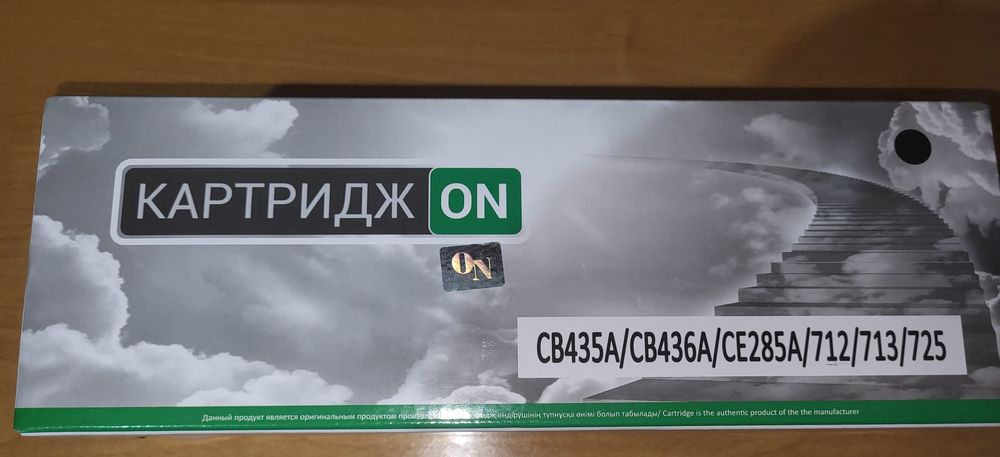 КАРТРИДЖ ON
ON
CB435A/CB436A/CE285A/712/713/725
Данный продукт является оригинальным продуктом өндірушінің түпнұсқа өнімі болып табылады/ Cartridge is the authentic product of the the manufacturer